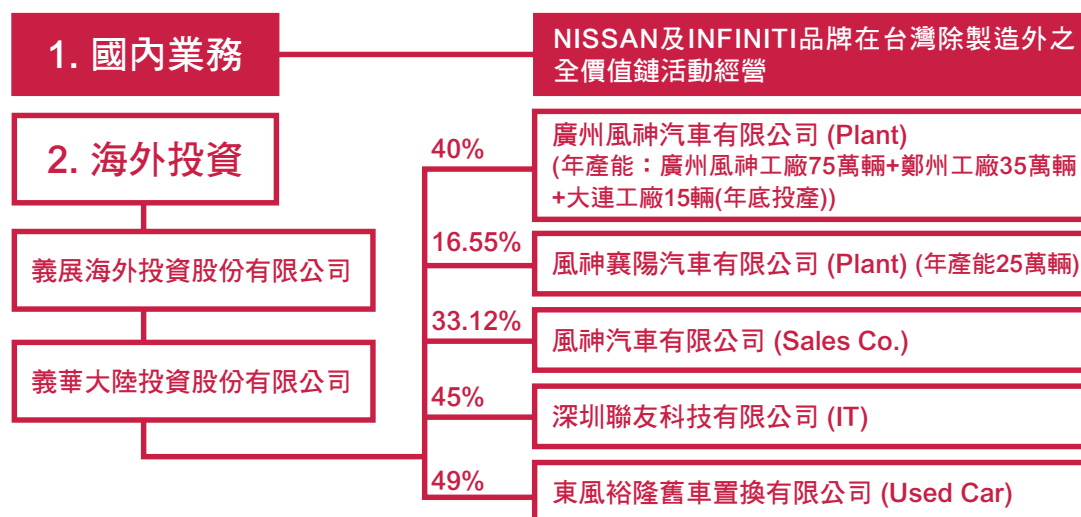 1. 國內業務
NISSAN及INFINITI品牌在台灣除製造外之
全價值鏈活動經營
2. 海外投資
義展海外投資股份有限公司
義華大陸投資股份有限公司
40%
廣州風神汽車有限公司 (Plant)
(年產能：廣州風神工廠75萬輛+鄭州工廠35萬輛
+大連工廠15輛(年底投產))
16.55%
風神襄陽汽車有限公司 (Plant) (年產能25萬輛)
33.12%
風神汽車有限公司 (Sales Co.)
45%
深圳聯友科技有限公司 (IT)
49%
東風裕隆舊車置換有限公司 (Used Car)